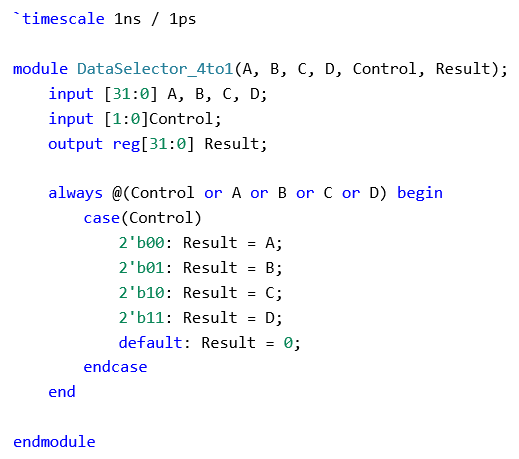 `timescale 1ns / 1ps
module DataSelector_4to1(A, B, C, D, Control, Result);
input [31:0] A, B, C, D;
input [1:0]Control;
output reg[31:0] Result;
always @(Control or A or B or C or D) begin
case(Control)
2'b00: Result = A;
2'b01: Result = B;
2'b10: Result = C;
2'b11: Result = D;
default: Result = 0;
endcase
end
endmodule